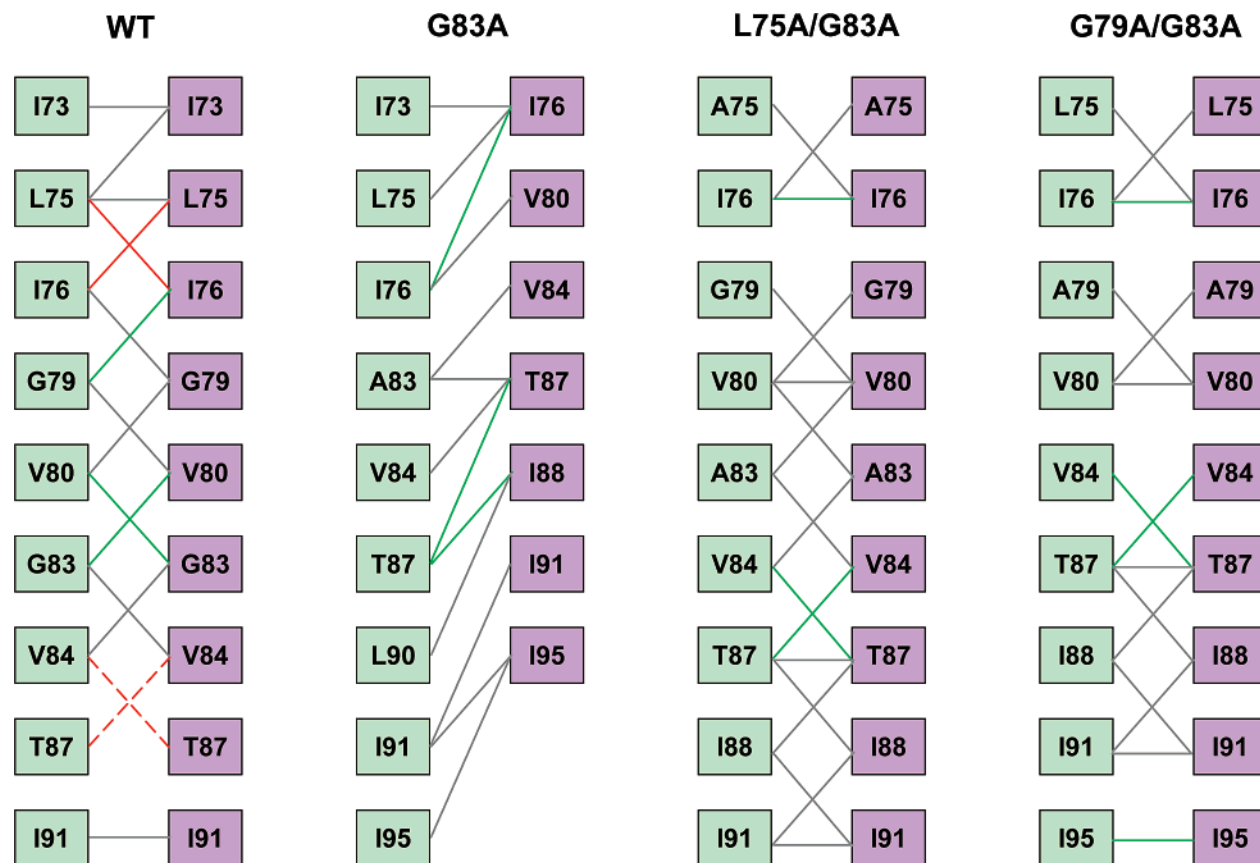 WT G83A L75A/G83A G79A/G83A
I73 I73 I73 I76 A75 A75 L75 L75
L75 L75 L75 V80 I76 I76 I76 I76
I76 I76 I76 V84 G79 G79 A79 A79
G79 G79 A83 T87 V80 V80 V80 V80
V80 V80 V84 I88 A83 A83 V84 V84
G83 G83 T87 I91 V84 V84 T87 T87
V84 V84 L90 I95 T87 T87 I88 I88
T87 T87 I91 I88 I88 I91 I91
I91 I91 I95 I91 I91 I95 I95